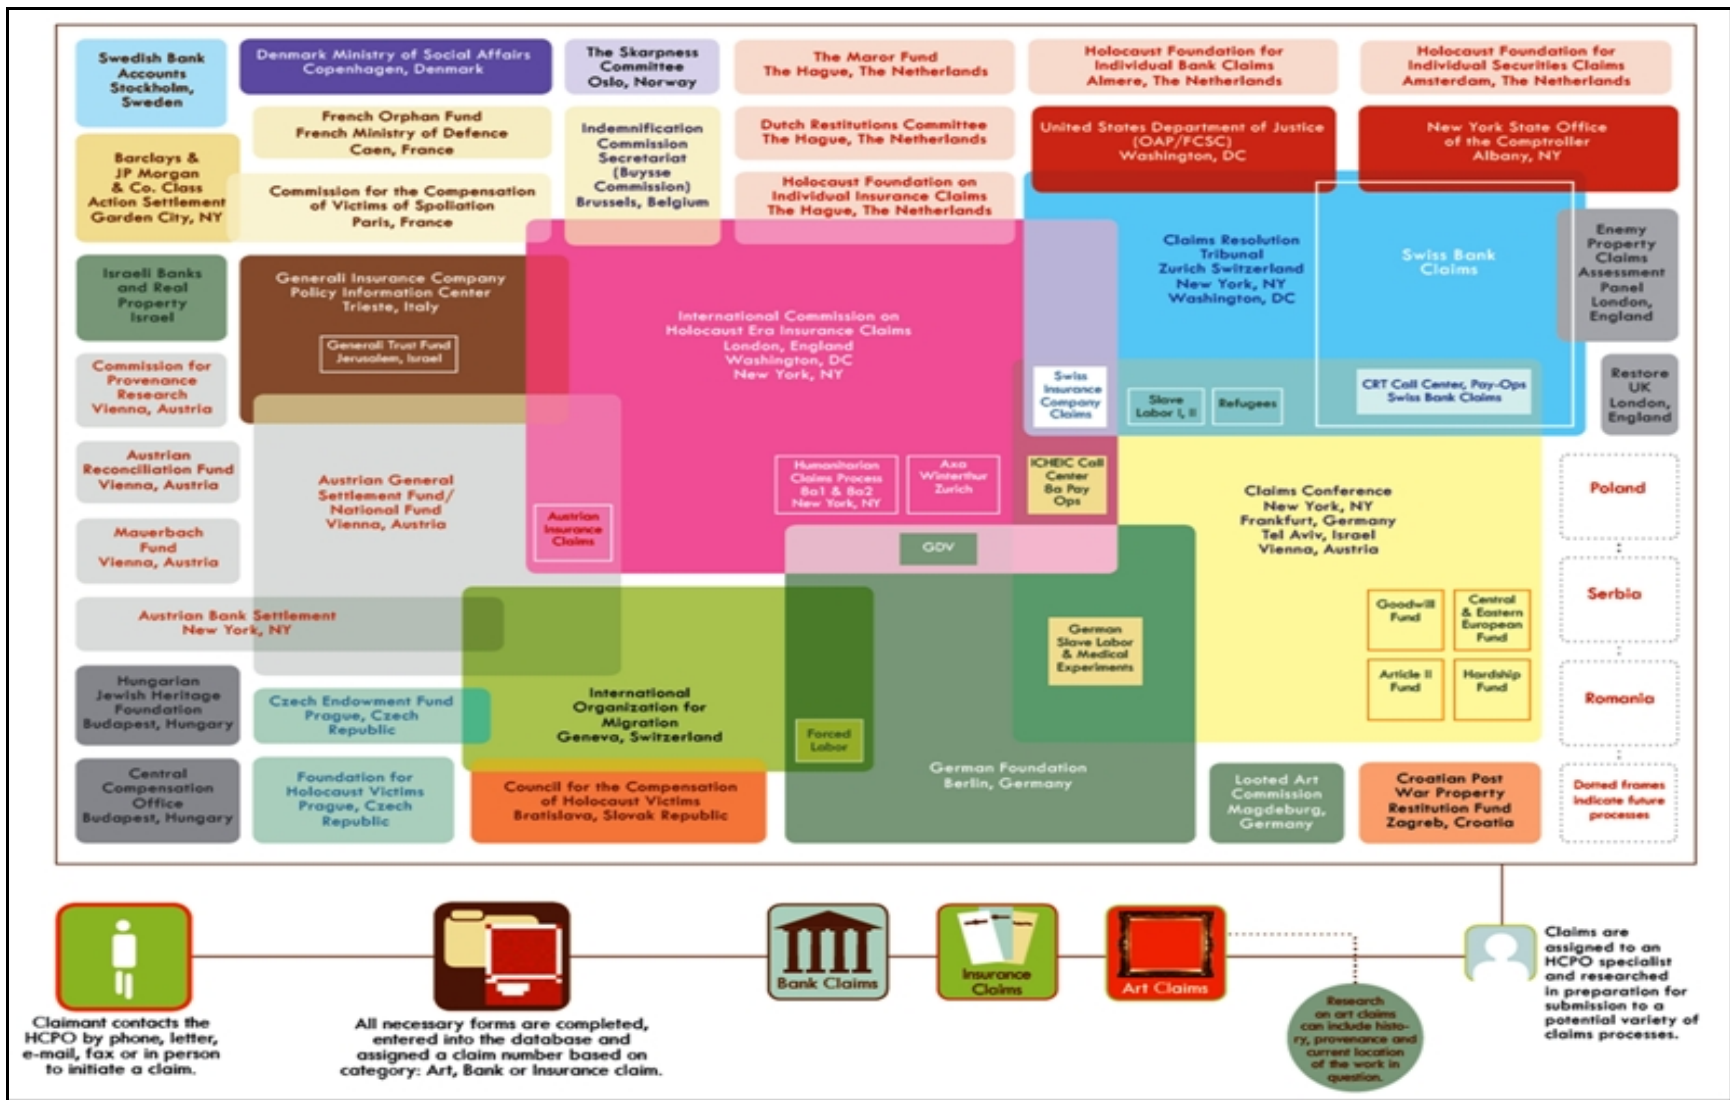 Swedish Bank
Accounts
Stockholm,
Sweden
Denmark Ministry of Social Affairs
Copenhagen, Denmark
The Skarpness
Committee
Oslo, Norway
The Maror Fund
The Hague, The Netherlands
Holocaust Foundation for
Individual Bank Claims
Almere, The Netherlands
Holocaust Foundation for
Individual Securities Claims
Amsterdam, The Netherlands
French Orphan Fund
French Ministry of Defence
Caen, France
Indemnification
Commission
Secretariat
(Buysse
Commission)
Brussels, Belgium
Dutch Restitutions Committee
The Hague, The Netherlands
United States Department of Justice
(OAP/FCSC)
Washington, DC
New York State Office
of the Comptroller
Albany, NY
Barclays &
JP Morgan
& Co. Class
Action Settlement
Garden City, NY
Commission for the Compensation
of Victims of Spoliation
Paris, France
Holocaust Foundation on
Individual Insurance Claims
The Hague, The Netherlands
Claims Resolution
Tribunal
Zurich Switzerland
New York, NY
Washington, DC
Swiss Bank
Claims
Enemy
Property
Claims
Assessment
Panel
London,
England
Israeli Banks
and Real
Property
Israel
Generali Insurance Company
Policy Information Center
Trieste, Italy
Generali Trust Fund
Jerusalem, Israel
International Commission on
Holocaust Era Insurance Claims
London, England
Washington, DC
New York, NY
Commission for
Provenance
Research
Vienna, Austria
Swiss
Insurance
Company
Claims
Slave
Labor I, II
Refugees
CRT Call Center, Pay-Ops
Swiss Bank Claims
Restore
UK
London,
England
Austrian
Reconciliation Fund
Vienna, Austria
Austrian General
Settlement Fund/
National Fund
Vienna, Austria
Austrian
Insurance
Claims
Humanitarian
Claims Process
8a1 & 8a2
New York, NY
Axa
Winterthur
Zurich
ICHEIC Call
Center
8a Pay
Ops
Claims Conference
New York, NY
Frankfurt, Germany
Tel Aviv, Israel
Vienna, Austria
Poland
Mauerbach
Fund
Vienna, Austria
GDV
Serbia
Austrian Bank Settlement
New York, NY
German
Slave Labor
& Medical
Experiments
Goodwill
Fund
Central
& Eastern
European
Fund
Article II
Fund
Hardship
Fund
Romania
Hungarian
Jewish Heritage
Foundation
Budapest, Hungary
Czech Endowment Fund
Prague, Czech
Republic
International
Organization for
Migration
Geneva, Switzerland
Forced
Labor
German Foundation
Berlin, Germany
Central
Compensation
Office
Budapest, Hungary
Foundation for
Holocaust Victims
Prague, Czech
Republic
Council for the Compensation
of Holocaust Victims
Bratislava, Slovak Republic
Looted Art
Commission
Magdeburg,
Germany
Croatian Post
War Property
Restitution Fund
Zagreb, Croatia
Dotted frames
indicate future
processes
Claimant contacts the
HCPO by phone, letter,
e-mail, fax or in person
to initiate a claim.
All necessary forms are completed,
entered into the database and
assigned a claim number based on
category: Art, Bank or Insurance claim.
Bank Claims
Insurance
Claims
Art Claims
Research
on art claims
can include histo-
ry, provenance and
current location
of the work in
question.
Claims are
assigned to an
HCPO specialist
and researched
in preparation for
submission to a
potential variety of
claims processes.